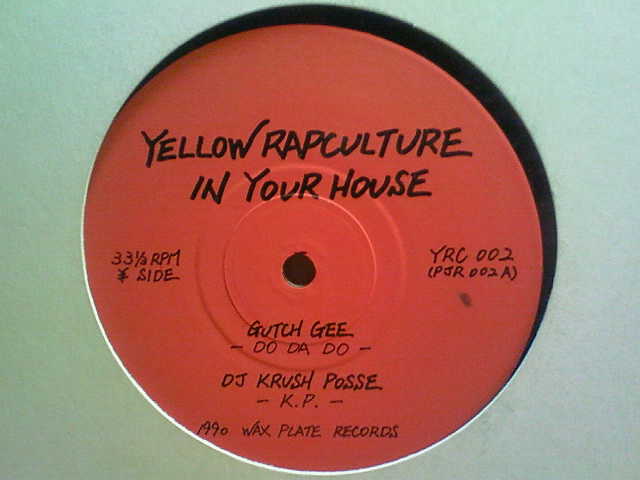 YELLOW RAPCULTURE
IN YOUR HOUSE
33⅓ RPM
¥ SIDE
YRC 002
(PJR 002A)
GUTCH GEE
- DO DA DO -
DJ KRUSH POSSE
- K.P. -
1990 WAX PLATE RECORDS